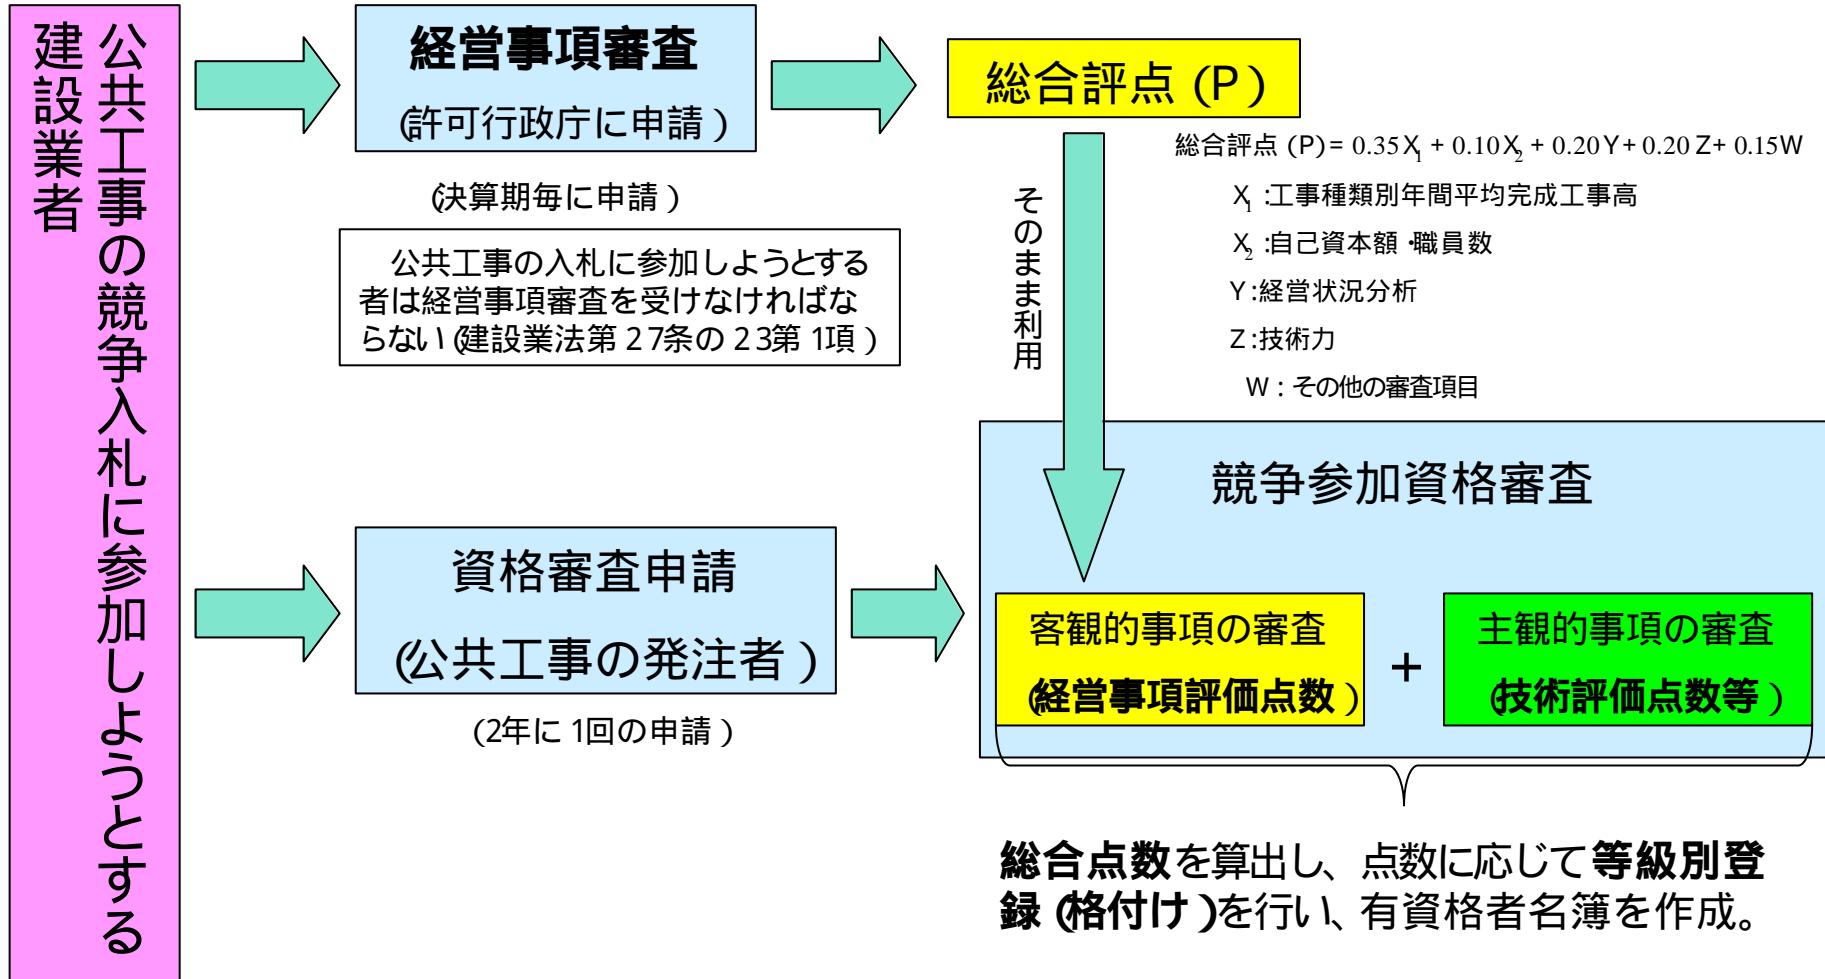 公共工事の競争入札に参加しようとする
建設業者
経営事項審査
(許可行政庁に申請)
(決算期毎に申請)
公共工事の入札に参加しようとする
者は経営事項審査を受けなければな
らない(建設業法第27条の23第1項)
総合評点(P)
総合評点(P)= 0.35X₁ + 0.10X₂ + 0.20Y+ 0.20Z+ 0.15W
X₁:工事種類別年間平均完成工事高
X₂:自己資本額・職員数
Y:経営状況分析
Z:技術力
W:その他の審査項目
そのまま利用
資格審査申請
(公共工事の発注者)
(2年に1回の申請)
競争参加資格審査
客観的事項の審査
(経営事項評価点数)
+
主観的事項の審査
(技術評価点数等)
総合点数を算出し、点数に応じて等級別登
録(格付け)を行い、有資格者名簿を作成。